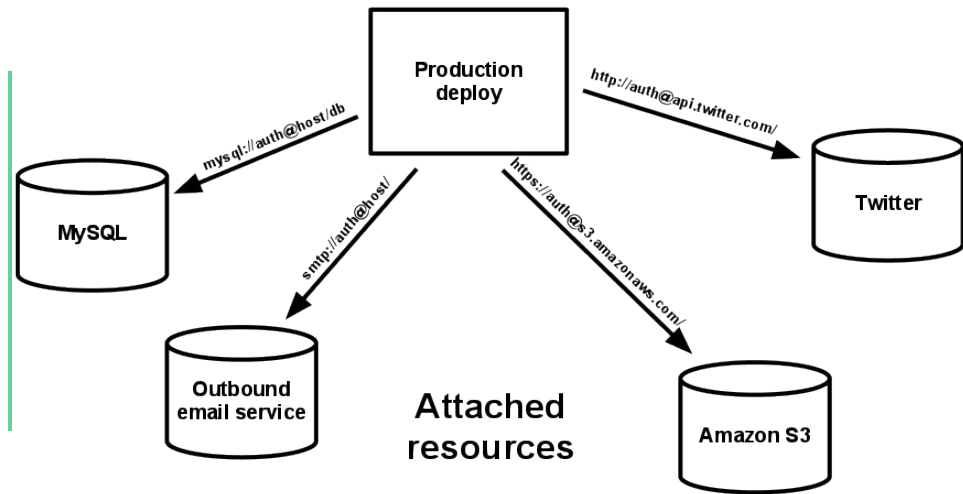 Production
deploy
mysql://auth@host/db
smtp://auth@host/
https://auth@s3.amazonaws.com/
http://auth@api.twitter.com/
MySQL
Twitter
Outbound
email service
Amazon S3
Attached
resources